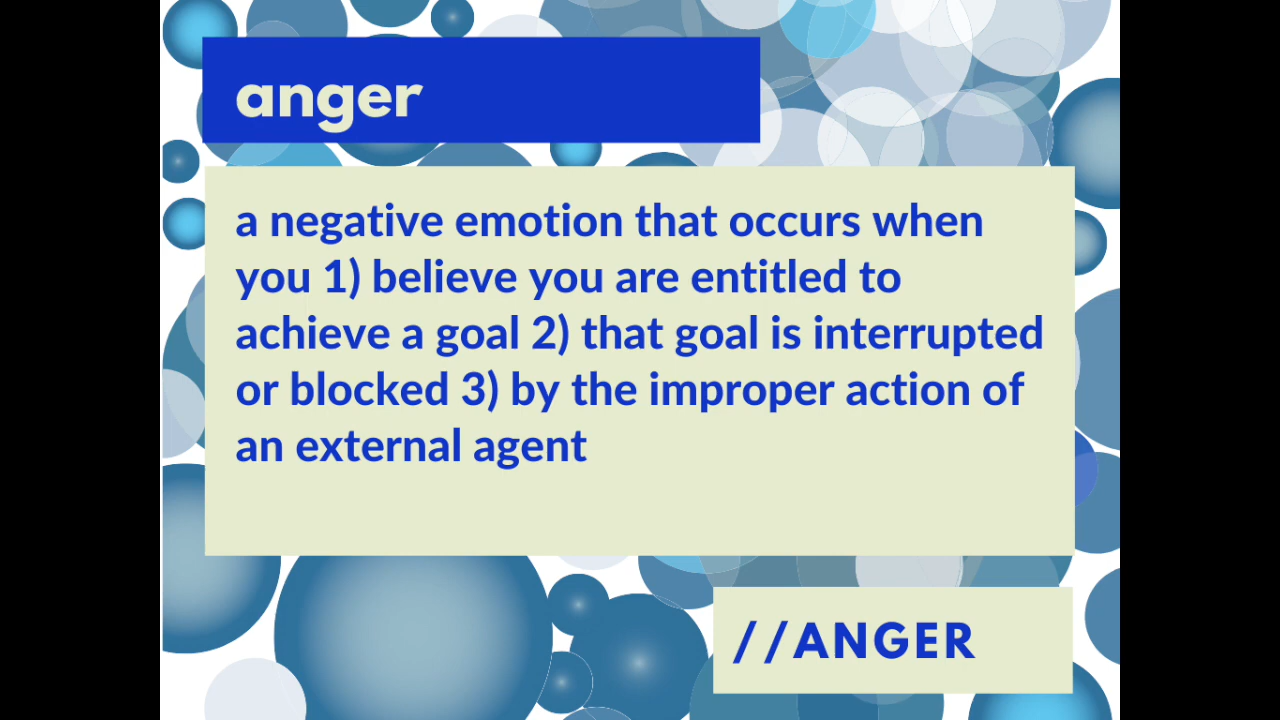 anger
a negative emotion that occurs when
you 1) believe you are entitled to
achieve a goal 2) that goal is interrupted
or blocked 3) by the improper action of
an external agent
//ANGER